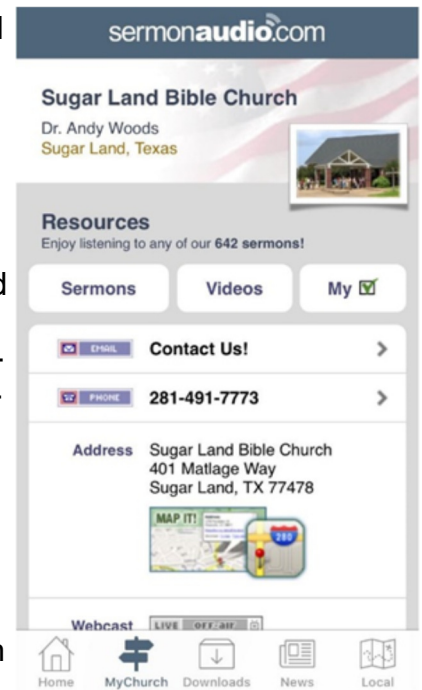 sermonaudio.com
Sugar Land Bible Church
Dr. Andy Woods
Sugar Land, Texas
Resources
Enjoy listening to any of our 642 sermons!
Sermons
Videos
My
EMAIL
Contact Us!
PHONE
281-491-7773
Address
Sugar Land Bible Church
401 Matlage Way
Sugar Land, TX 77478
MAP IT!
280
Webcast
LIVE off air
Home
MyChurch
Downloads
News
Local